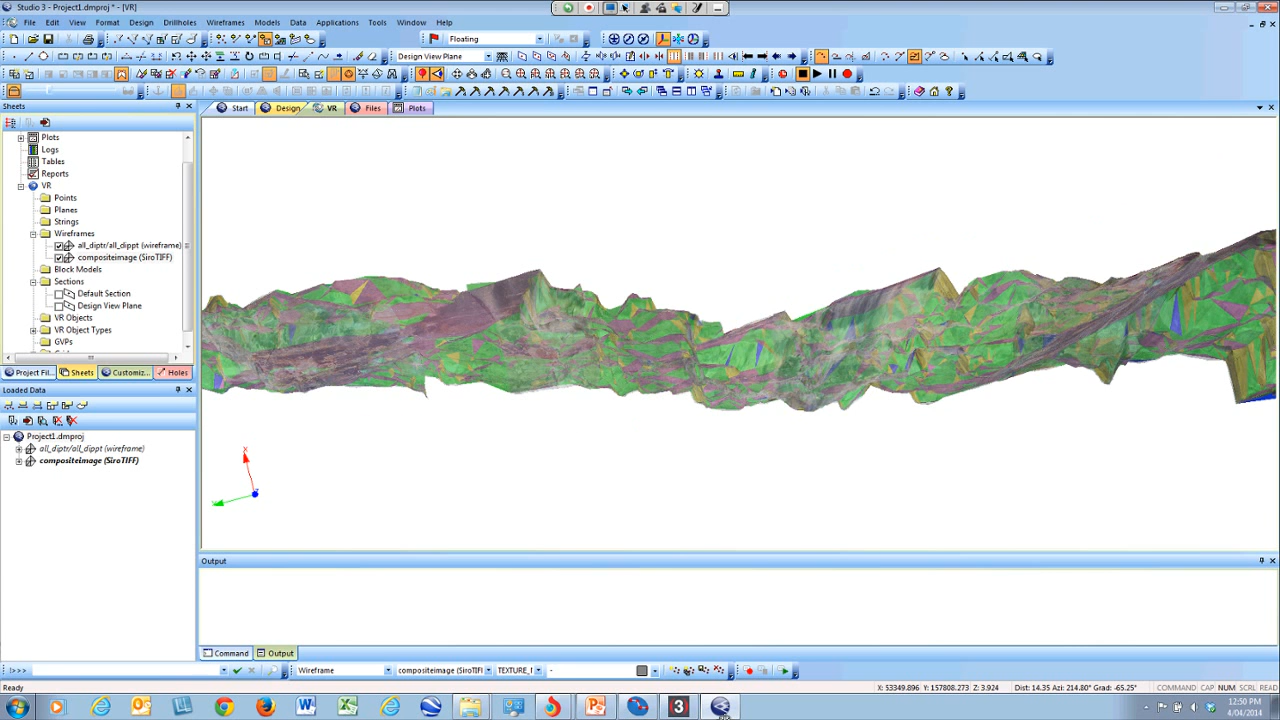 Studio 3 - Project1.dmproj * - [VR]
File Edit View Format Design Drillholes Wireframes Models Data Applications Tools Window Help
Floating
Design View Plane
Sheets
Start Design VR Files Plots
Plots
Logs
Tables
Reports
VR
Points
Planes
Strings
Wireframes
all_diptr/all_dippt (wireframe)
compositeimage (SiroTIFF)
Block Models
Sections
Default Section
Design View Plane
VR Objects
VR Object Types
GVPs
Project Fil... Sheets Customiz... Holes
Loaded Data
Project1.dmproj
all_diptr/all_dippt (wireframe)
compositeimage (SiroTIFF)
X
Output
Command Output
!>>> Wireframe compositeimage (SiroTIF TEXTURE_ -
Ready X: 53349.896 Y: 157808.273 Z: 3.924 Dist: 14.35 Azi: 214.80° Grad: -65.25° COMMAND CAP NUM SCRL READ
12:50 PM
4/04/2014